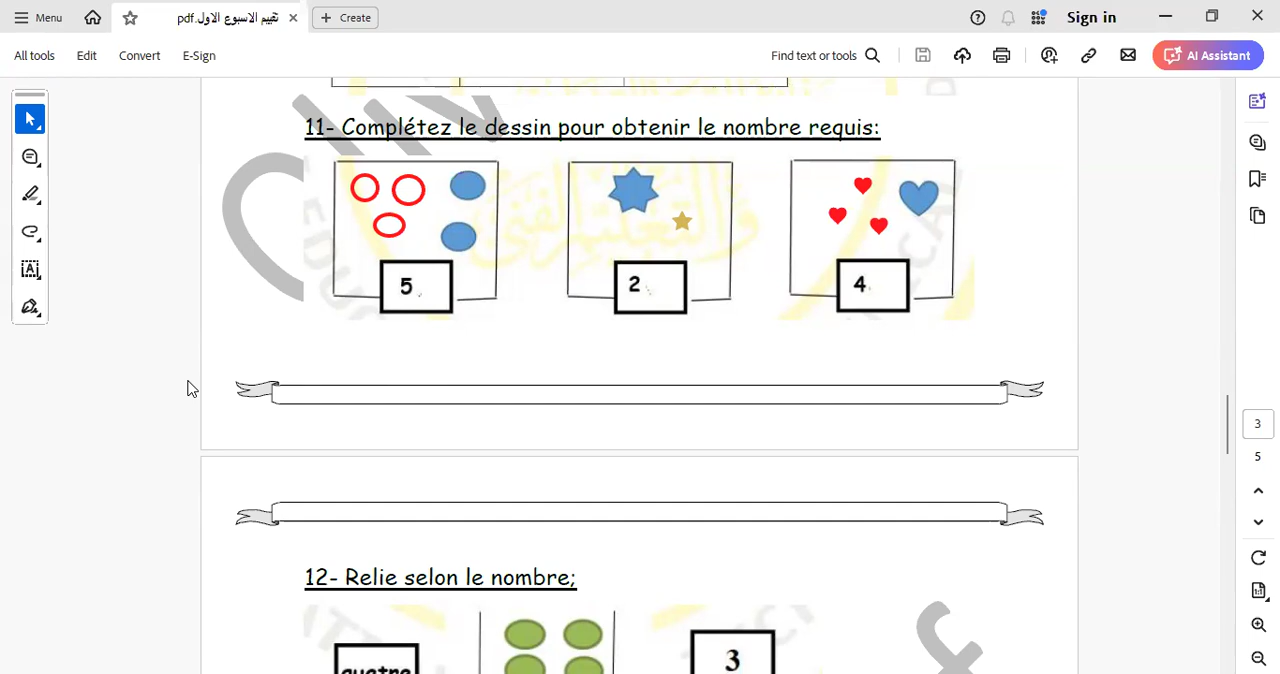 Menu
تقييم الاسبوع الاول.pdf
Create
Sign in
All tools
Edit
Convert
E-Sign
Find text or tools
AI Assistant
11- Complétez le dessin pour obtenir le nombre requis:
5
2
4
12- Relie selon le nombre;
quatre
3
3
5